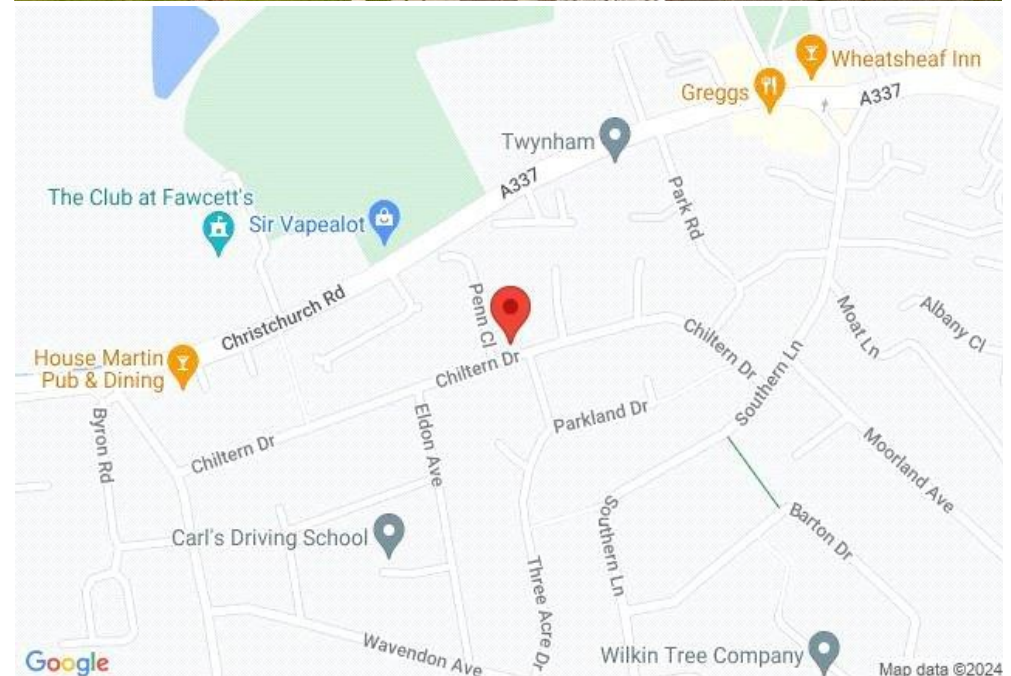 Wheatsheaf Inn
Greggs
A337
Twynham
A337
Park Rd
The Club at Fawcett's
Sir Vapealot
Christchurch Rd
Penn Cl
Moat Ln
Albany Cl
House Martin
Pub & Dining
Chiltern Dr
Chiltern Dr
Southern Ln
Byron Rd
Chiltern Dr
Eldon Ave
Parkland Dr
Moorland Ave
Carl's Driving School
Southern Ln
Barton Dr
Three Acre Dr
Wavendon Ave
Wilkin Tree Company
Google
Map data ©2024